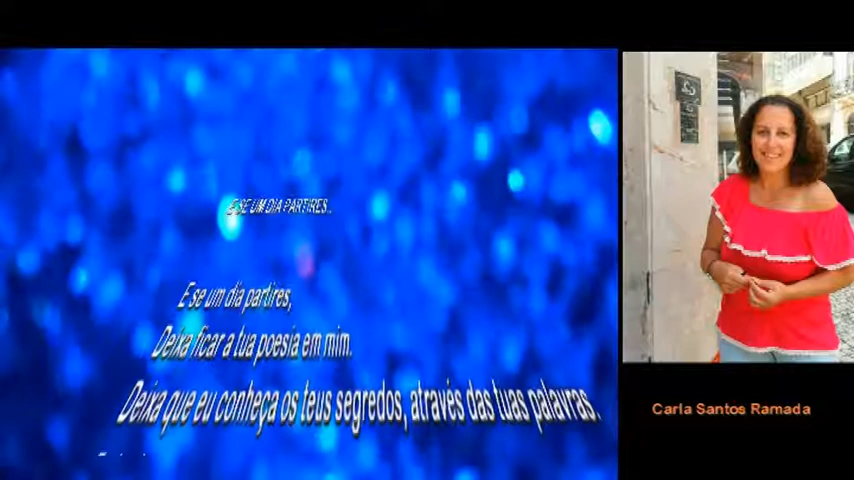 E SE UM DIA PARTIRES..
E se um dia partires,
Deixa ficar a tua poesia em mim.
Deixa que eu conheça os teus segredos, através das tuas palavras.
Carla Santos Ramada